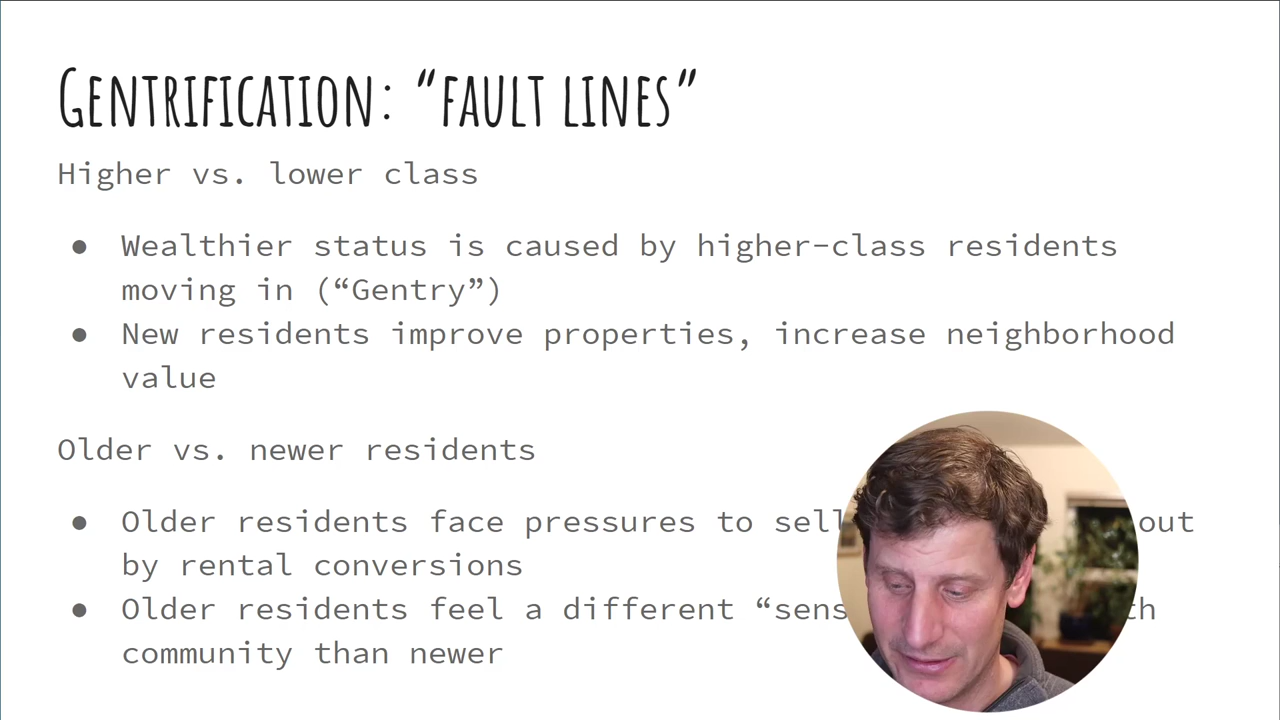 Gentrification: “fault lines”
Higher vs. lower class
● Wealthier status is caused by higher-class residents
moving in (“Gentry”)
● New residents improve properties, increase neighborhood
value
Older vs. newer residents
● Older residents face pressures to sell out
by rental conversions
● Older residents feel a different
community than newer